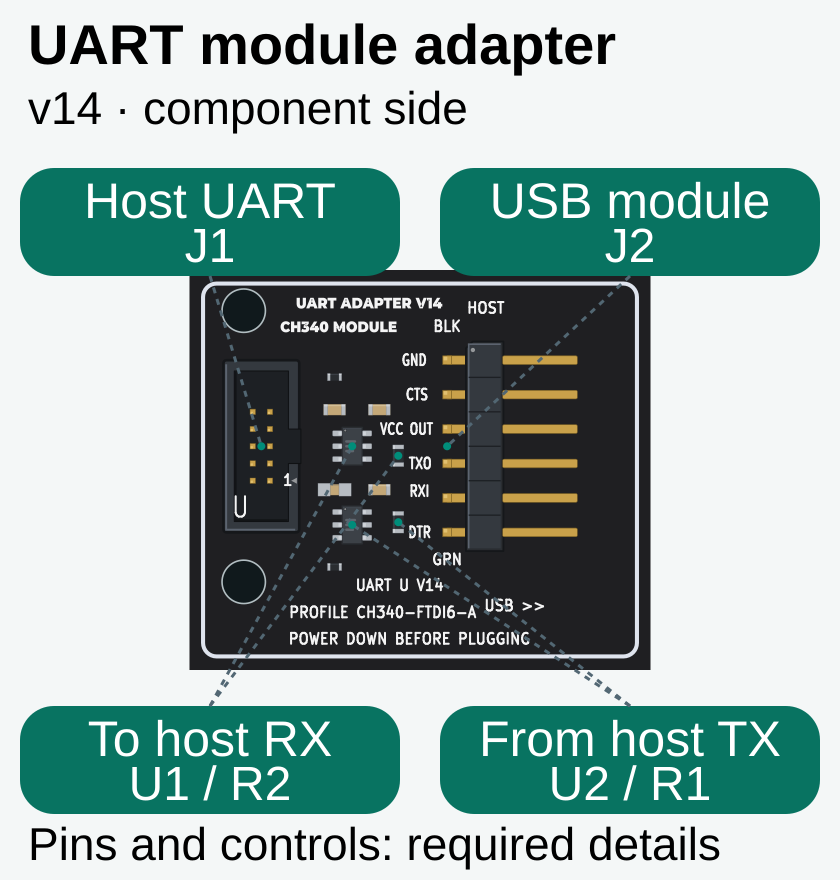 UART module adapter
v14 · component side
Host UART
J1
USB module
J2
UART ADAPTER V14
HOST
CH340 MODULE
BLK
GND
CTS
VCC OUT
TXO
1
RXI
U
DTR
GRN
UART U V14
USB >>
PROFILE CH340-FTDI6-A
POWER DOWN BEFORE PLUGGING
To host RX
U1 / R2
From host TX
U2 / R1
Pins and controls: required details